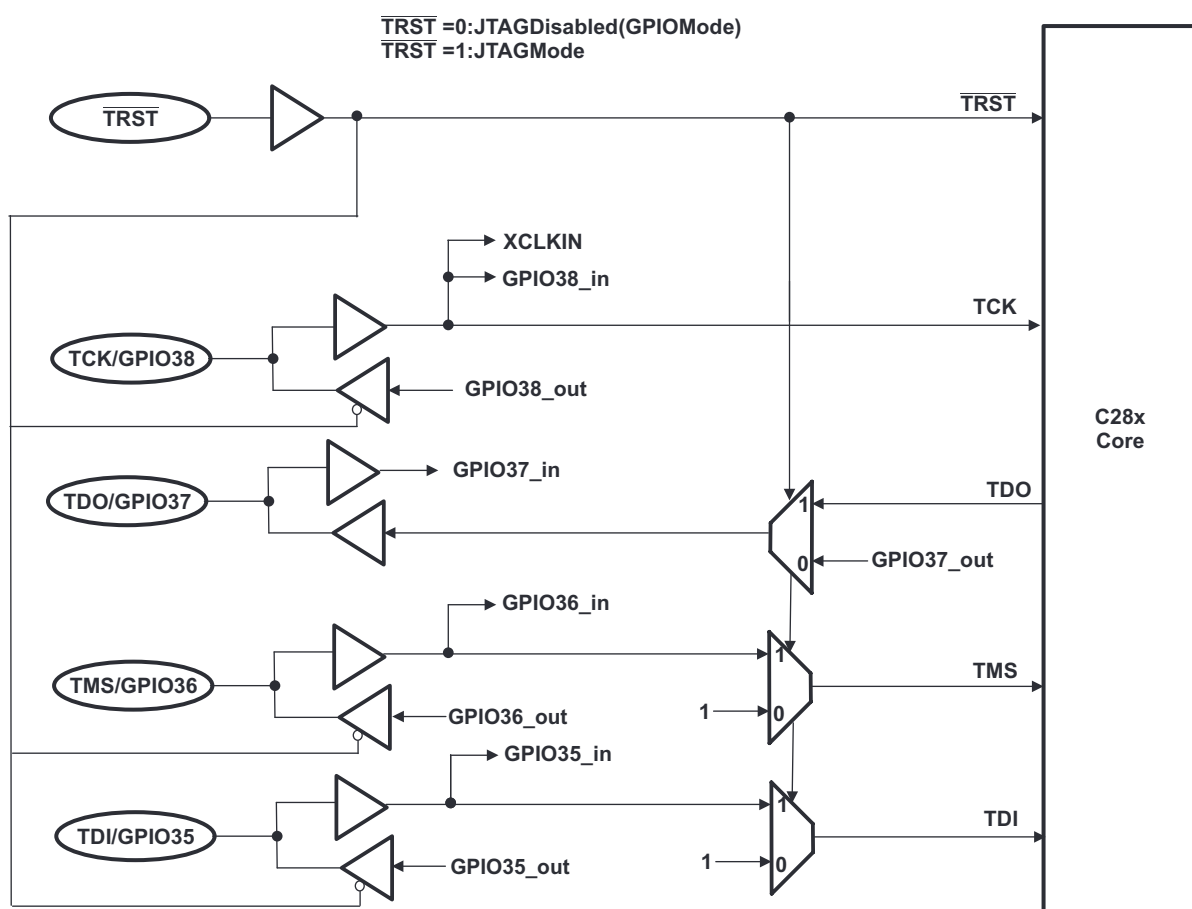 TRST =0:JTAGDisabled(GPIOMode)
TRST =1:JTAGMode
TRST
TRST
XCLKIN
GPIO38_in
TCK
TCK/GPIO38
GPIO38_out
C28x
Core
GPIO37_in
TDO/GPIO37
TDO
1
0
GPIO37_out
GPIO36_in
1
TMS/GPIO36
TMS
GPIO36_out
1
0
GPIO35_in
1
TDI/GPIO35
TDI
GPIO35_out
1
0